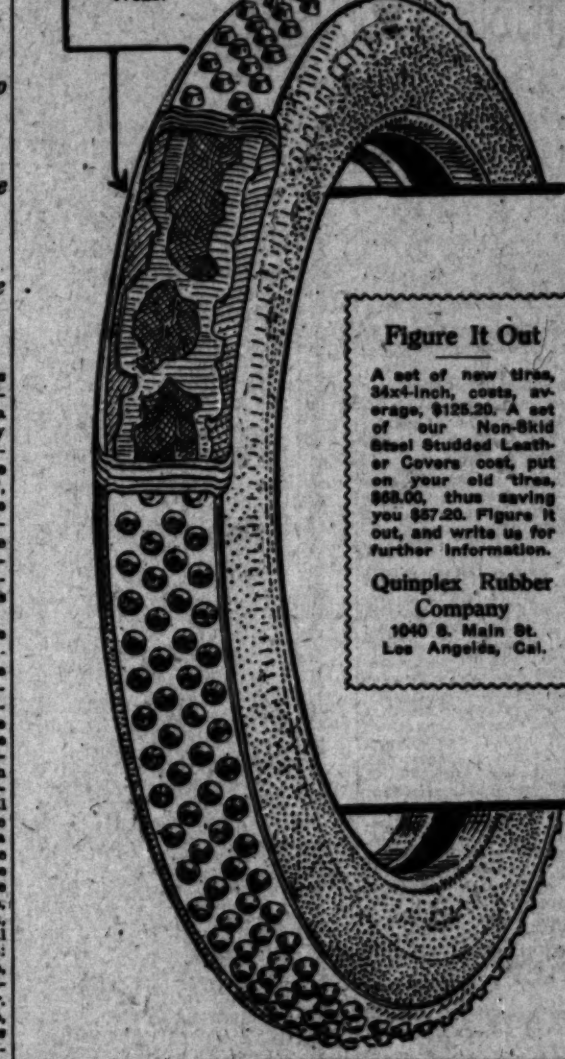 Figure It Out
A set of new tires,
34x4-inch, costs, av-
erage, $125.20. A set
of our Non-Skid
Steel Studded Leath-
er Covers cost, put
on your old tires,
$68.00, thus saving
you $57.20. Figure it
out, and write us for
further information.
Quinplex Rubber
Company
1040 S. Main St.
Los Angelds, Cal.